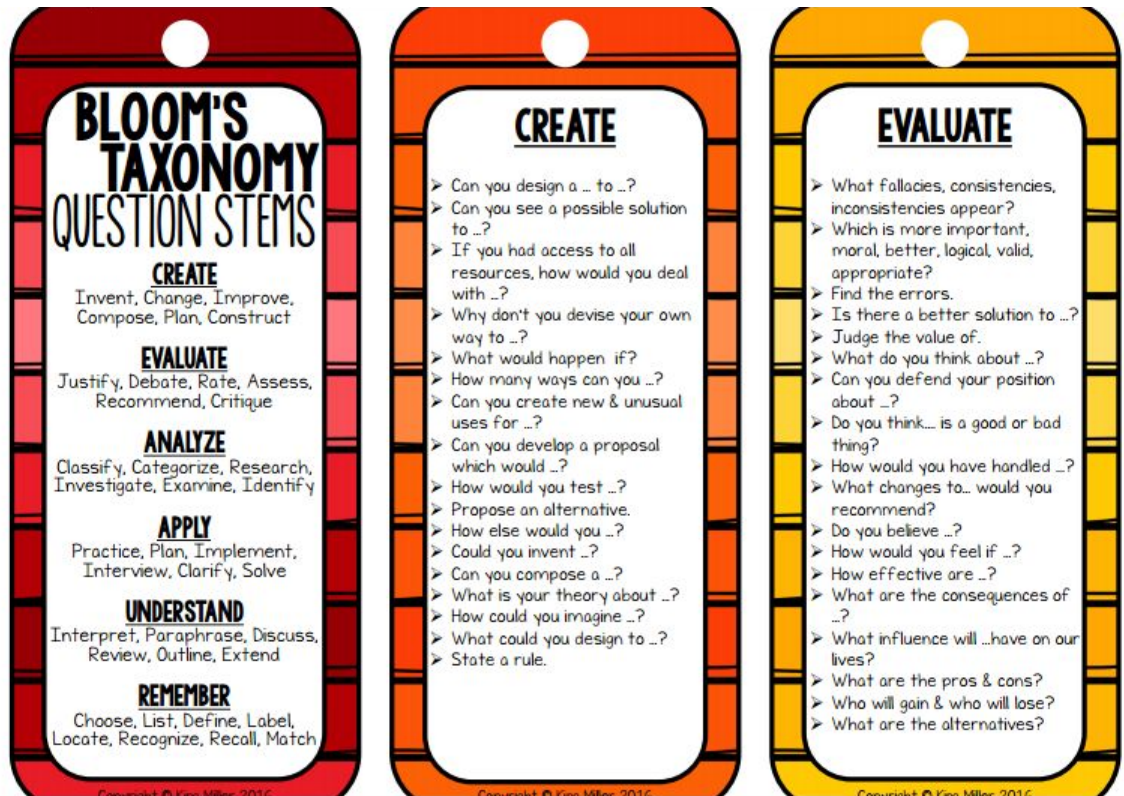 BLOOM'S
TAXONOMY
QUESTION STEMS
CREATE
Invent, Change, Improve,
Compose, Plan, Construct
EVALUATE
Justify, Debate, Rate, Assess,
Recommend, Critique
ANALYZE
Classify, Categorize, Research,
Investigate, Examine, Identify
APPLY
Practice, Plan, Implement,
Interview, Clarify, Solve
UNDERSTAND
Interpret, Paraphrase, Discuss,
Review, Outline, Extend
REMEMBER
Choose, List, Define, Label,
Locate, Recognize, Recall, Match
Copyright © King Miller 2016
CREATE
➤ Can you design a ... to ...?
➤ Can you see a possible solution
to ...?
➤ If you had access to all
resources, how would you deal
with ...?
➤ Why don't you devise your own
way to ...?
➤ What would happen if?
➤ How many ways can you ...?
➤ Can you create new & unusual
uses for ...?
➤ Can you develop a proposal
which would ...?
➤ How would you test ...?
➤ Propose an alternative.
➤ How else would you ...?
➤ Could you invent ...?
➤ Can you compose a ...?
➤ What is your theory about ...?
➤ How could you imagine ...?
➤ What could you design to ...?
➤ State a rule.
Copyright © King Miller 2016
EVALUATE
➤ What fallacies, consistencies,
inconsistencies appear?
➤ Which is more important,
moral, better, logical, valid,
appropriate?
➤ Find the errors.
➤ Is there a better solution to ...?
➤ Judge the value of.
➤ What do you think about ...?
➤ Can you defend your position
about ...?
➤ Do you think.... is a good or bad
thing?
➤ How would you have handled ...?
➤ What changes to... would you
recommend?
➤ Do you believe ...?
➤ How would you feel if ...?
➤ How effective are ...?
➤ What are the consequences of
...?
➤ What influence will ...have on our
lives?
➤ What are the pros & cons?
➤ Who will gain & who will lose?
➤ What are the alternatives?
Copyright © King Miller 2016